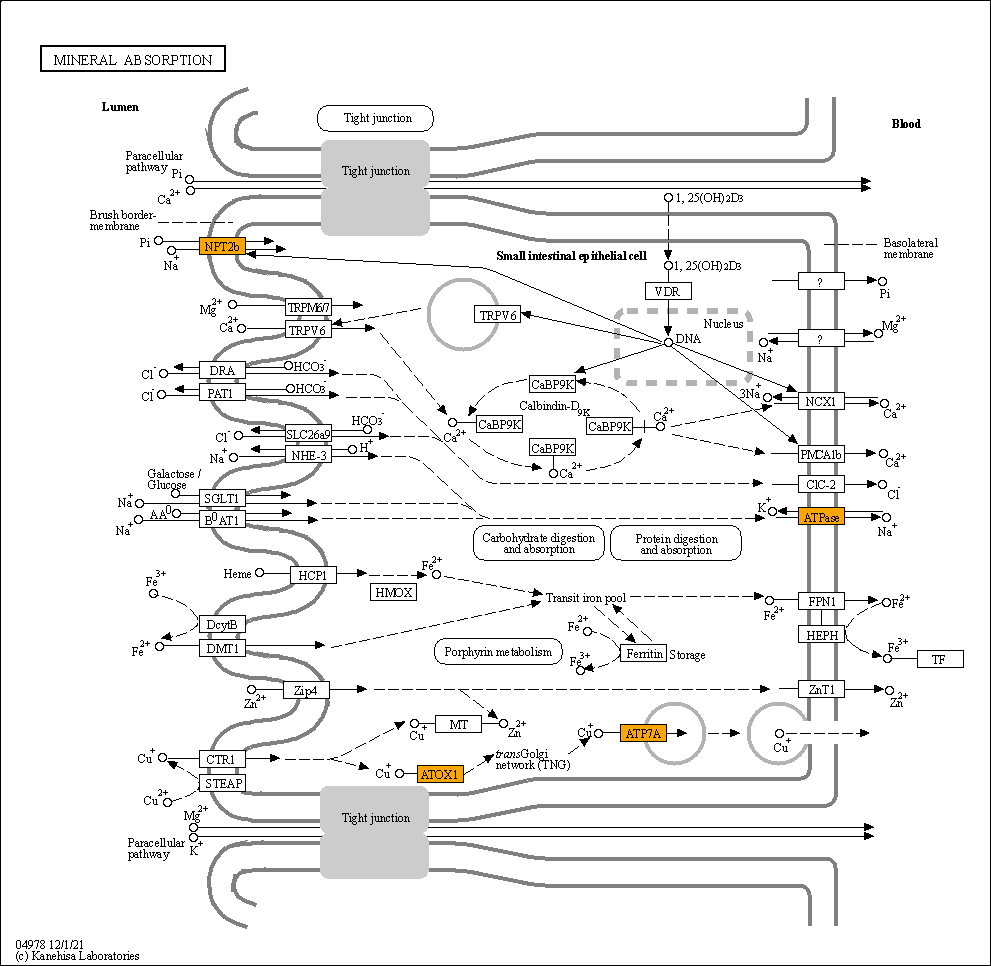 MINERAL ABSORPTION
Lumen
Tight junction
Blood
Paracellular
pathway
Pi
Ca2+
Tight junction
1, 25(OH)2D3
Brush border-
membrane
Pi
Na+
NPT2b
Small intestinal epithelial cell
1, 25(OH)2D3
Basolateral
membrane
VDR
?
Pi
Mg2+
TRPM6/7
Ca2+
TRPV6
TRPV6
Nucleus
DNA
?
Mg2+
Na+
Cl-
DRA
HCO3-
Cl-
PAT1
HCO3-
CaBP9K
Calbindin-D9K
3Na+
NCX1
Ca2+
Cl-
SLC26a9
HCO3-
Na+
NHE-3
H+
Ca2+
CaBP9K
CaBP9K
Ca2+
CaBP9K
Ca2+
PMCA1b
Ca2+
ClC-2
Cl-
Galactose /
Glucose
Na+
SGLT1
AA0
Na+
B0AT1
K+
ATPase
Na+
Carbohydrate digestion
and absorption
Protein digestion
and absorption
Heme
HCP1
HMOX
Fe2+
Fe3+
DcytB
Fe2+
DMT1
Transit iron pool
Fe2+
Fe3+
Ferritin
Storage
Fe2+
FPN1
Fe2+
HEPH
Fe3+
TF
Porphyrin metabolism
Zn2+
Zip4
ZnT1
Zn2+
Cu+
MT
Zn2+
Cu+
ATP7A
Cu+
Cu+
CTR1
STEAP
Cu2+
Cu+
ATOX1
transGolgi
network (TNG)
Mg2+
K+
Paracellular
pathway
Tight junction
04978 12/1/21
(c) Kanehisa Laboratories